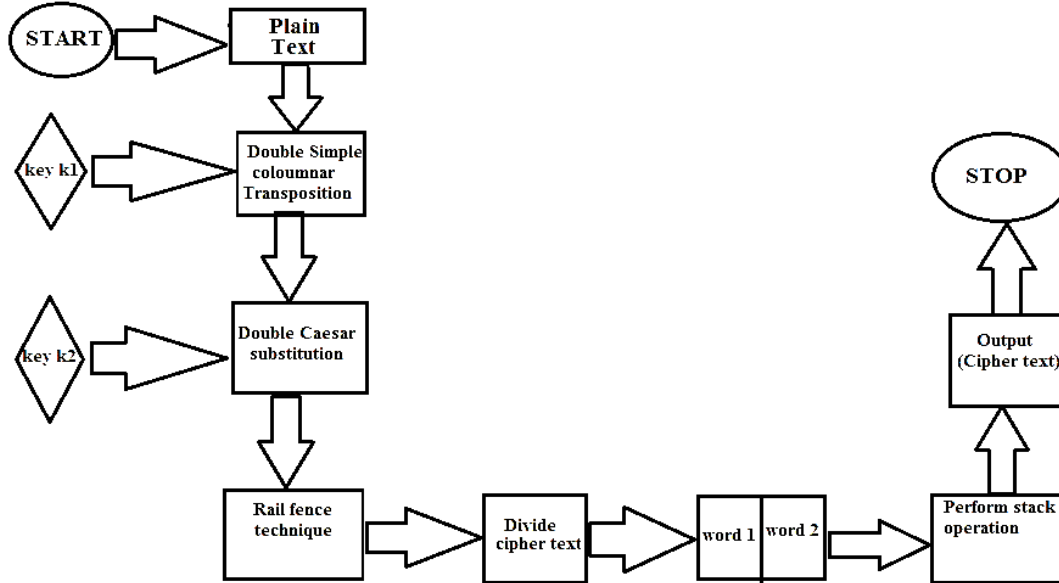 START
Plain
Text
key k1
Double Simple
coloumnar
Transposition
key k2
Double Caesar
substitution
Rail fence
technique
Divide
cipher text
word 1
word 2
Perform stack
operation
Output
(Cipher text)
STOP